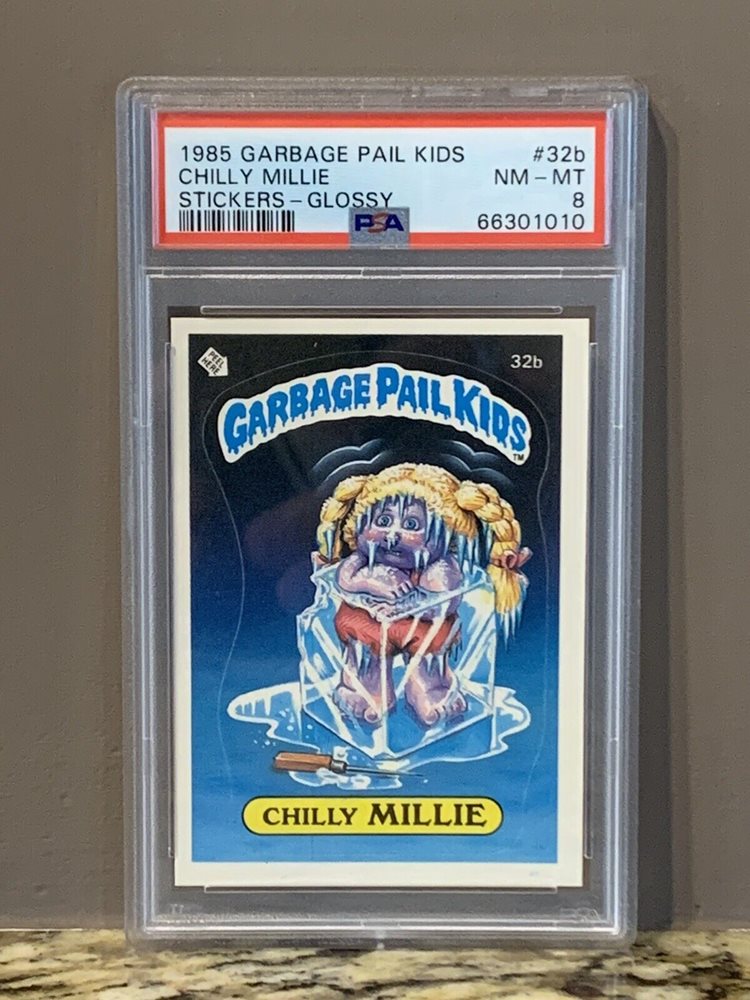 1985 GARBAGE PAIL KIDS #32b
CHILLY MILLIE NM-MT
STICKERS-GLOSSY 8
PSA 66301010
PEEL HERE 32b
GARBAGE PAIL KIDS
TM
CHILLY MILLIE